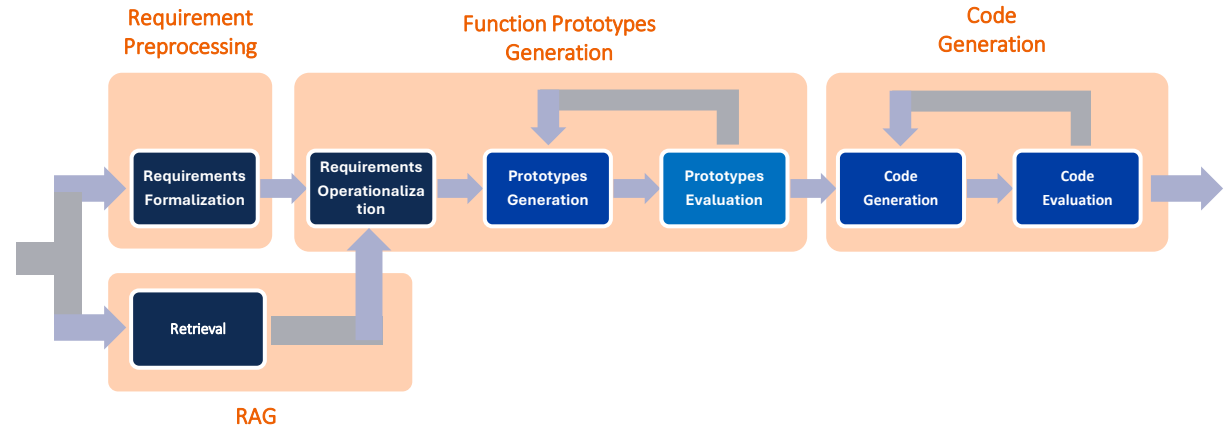 Requirement
Preprocessing
Function Prototypes
Generation
Code
Generation
Requirements
Formalization
Requirements
Operationaliza
tion
Prototypes
Generation
Prototypes
Evaluation
Code
Generation
Code
Evaluation
Retrieval
RAG